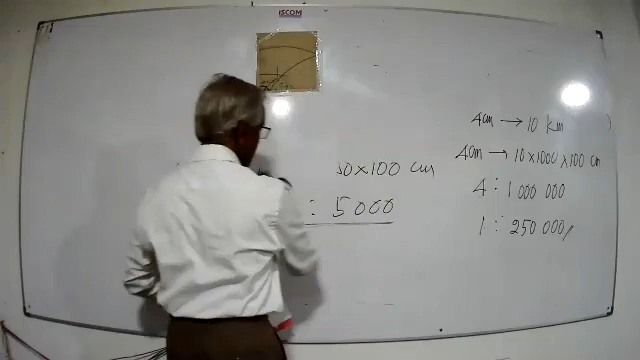 ISCOM
50×100 cm
: 5000
4cm → 10 km
4cm → 10×1000×100 cm
4 : 1 000 000
1 : 250 000//